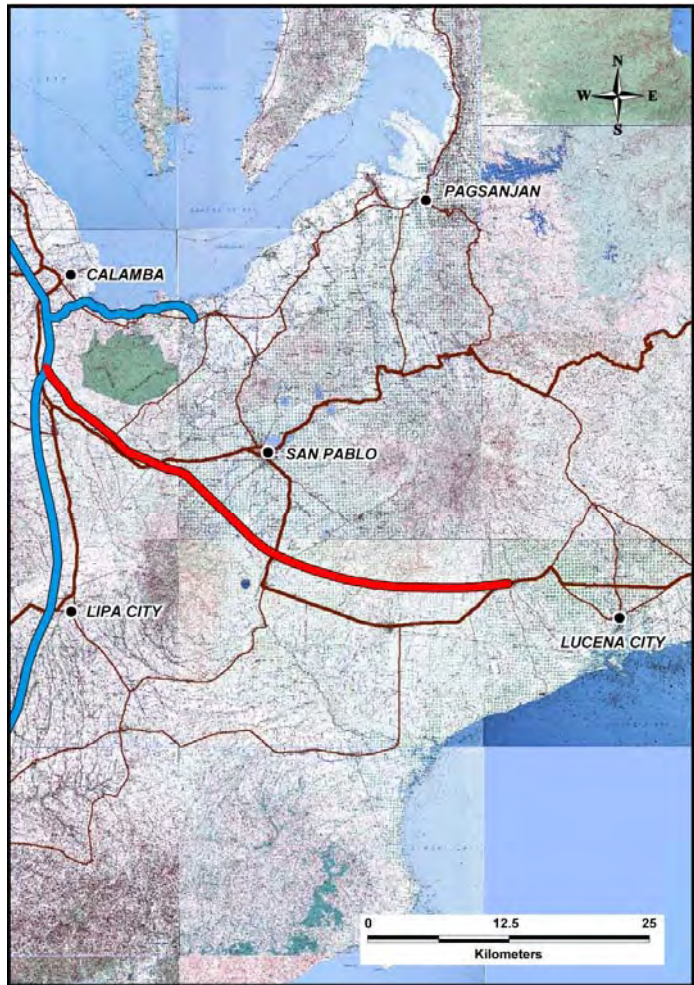 N
W E
S
PAGSANJAN
CALAMBA
SAN PABLO
LIPA CITY
LUCENA CITY
0 12.5 25
Kilometers